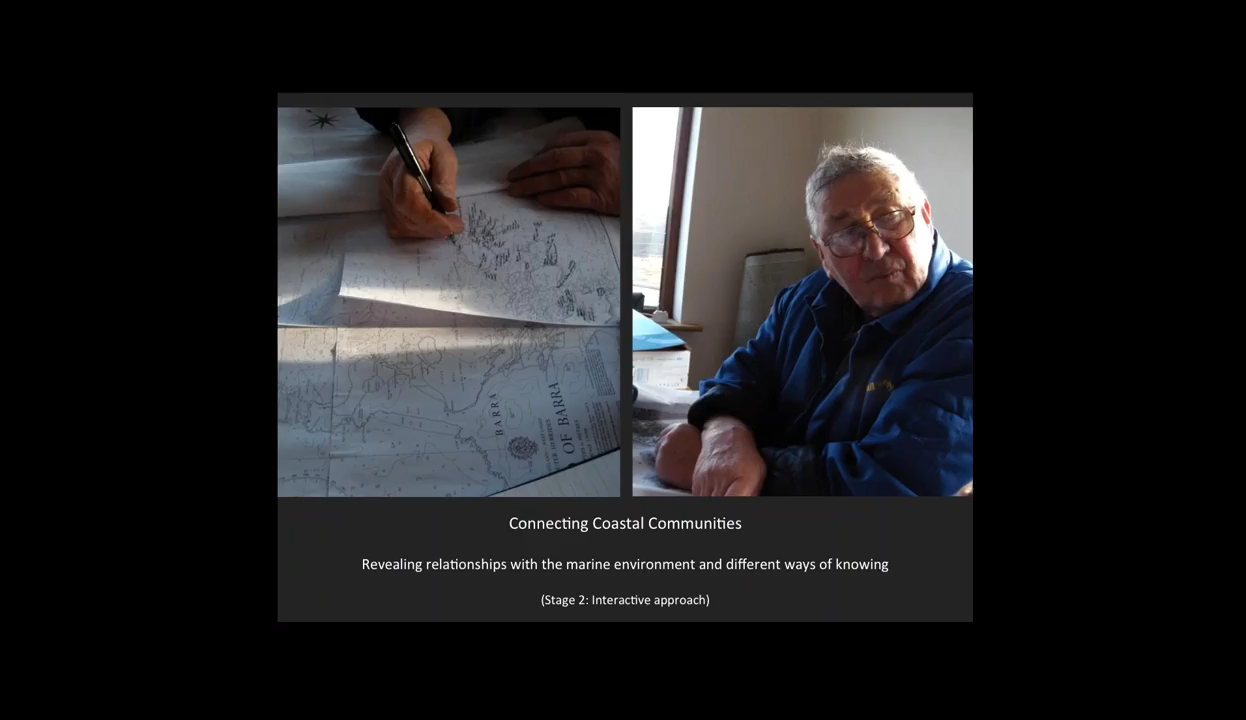 BARRA
OF BARRA
Connecting Coastal Communities
Revealing relationships with the marine environment and different ways of knowing
(Stage 2: Interactive approach)